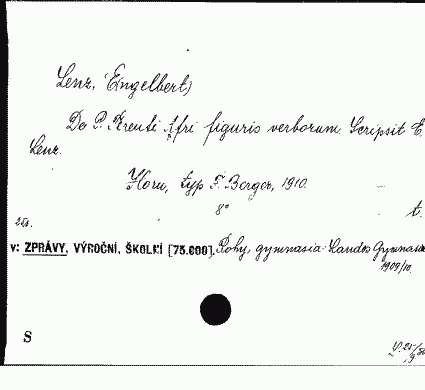 Lenz, Engelbert)
De P. Terenti Afri figuris verborum. Scripsit E.
Lenz.
Horn, typ F. Berger, 1910.
8°
t.
v: ZPRÁVY, VÝROČNÍ, ŠKOLNÍ [75.000]. Rohy, gymnasia: Landes Gymnas
1909/10.
S